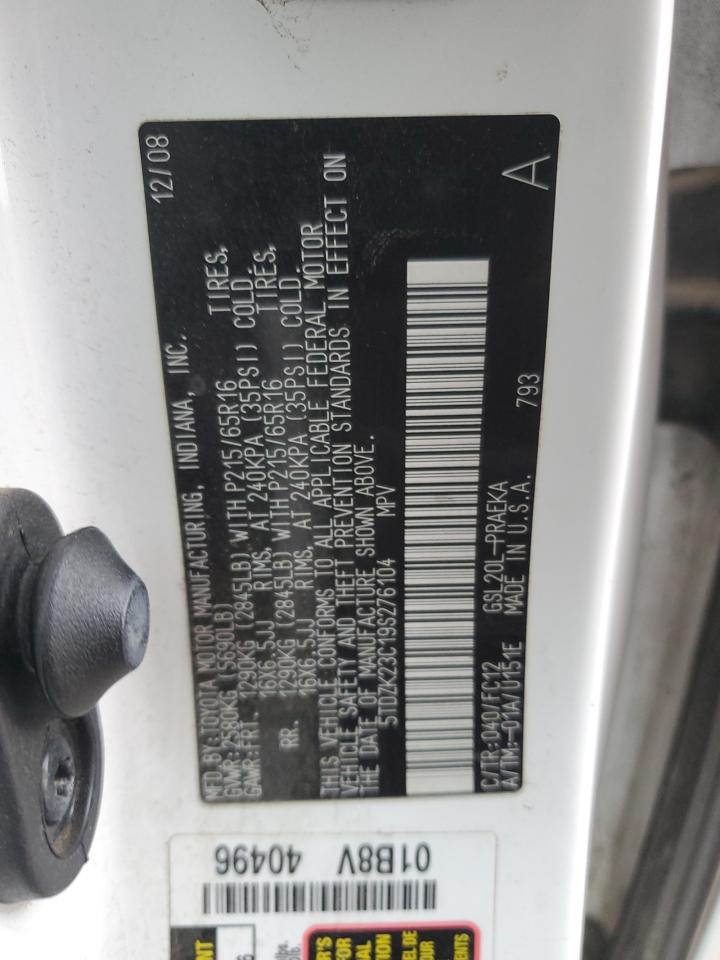 MFD.BY:TOYOTA MOTOR MANUFACTURING, INDIANA, INC. 12/08
GVWR:2580KG (5690LB)
GAWR:FRT. 1290KG (2845LB) WITH P215/65R16 TIRES,
16X6.5JJ RIMS, AT 240KPA (35PSI) COLD.
RR. 1290KG (2845LB) WITH P215/65R16 TIRES,
16X6.5JJ RIMS, AT 240KPA (35PSI) COLD.
THIS VEHICLE CONFORMS TO ALL APPLICABLE FEDERAL MOTOR
VEHICLE SAFETY AND THEFT PREVENTION STANDARDS IN EFFECT ON
THE DATE OF MANUFACTURE SHOWN ABOVE.
5TDZK23C19S276104 MPV
C/TR:040/FC12 GSL20L-PRAEKA
A/TM:-01A/U151E MADE IN U.S.A. 793 A
01B8V 40496